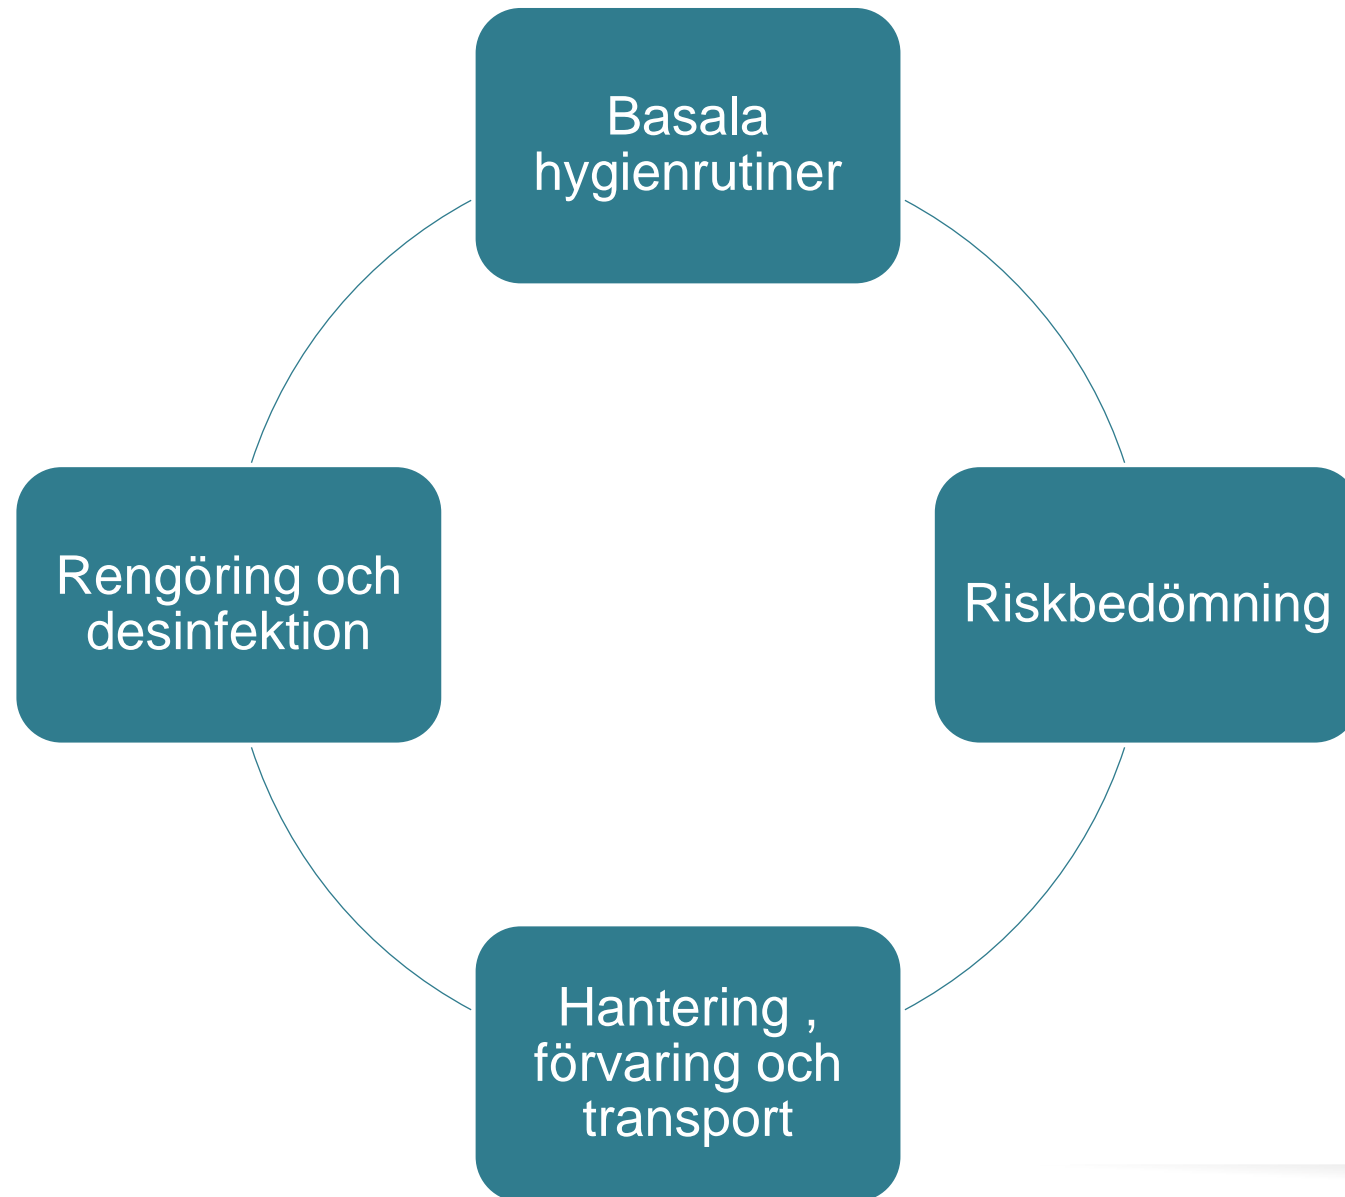 Basala
hygienrutiner
Riskbedömning
Hantering ,
förvaring och
transport
Rengöring och
desinfektion